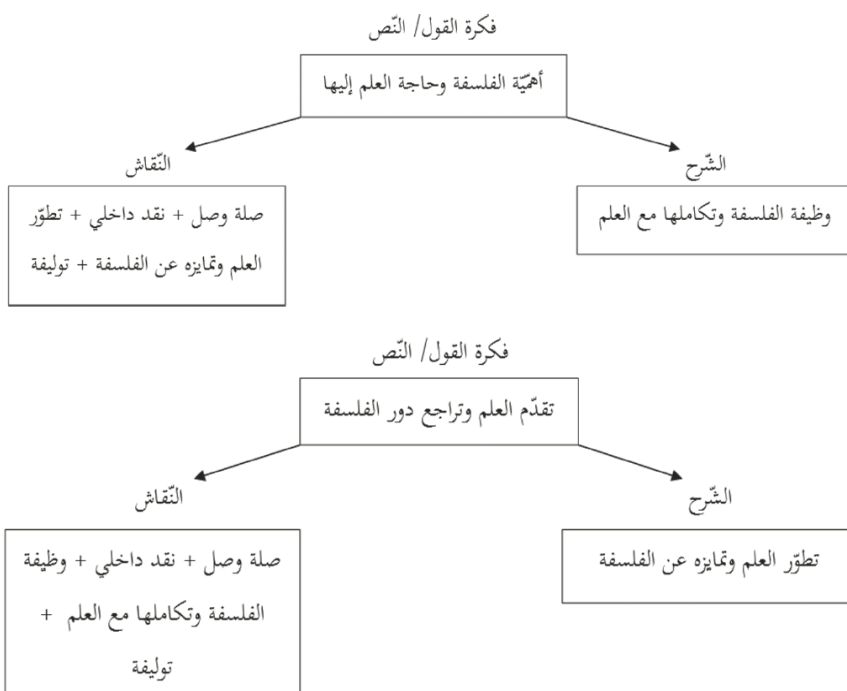 فكرة القول/ النّص
أهمّيّة الفلسفة وحاجة العلم إليها
الشّرح
النّقاش
وظيفة الفلسفة وتكاملها مع العلم
صلة وصل + نقد داخلي + تطوّر
العلم وتمايزه عن الفلسفة + توليفة
فكرة القول/ النّص
تقدّم العلم وتراجع دور الفلسفة
الشّرح
النّقاش
تطوّر العلم وتمايزه عن الفلسفة
صلة وصل + نقد داخلي + وظيفة
الفلسفة وتكاملها مع العلم +
توليفة